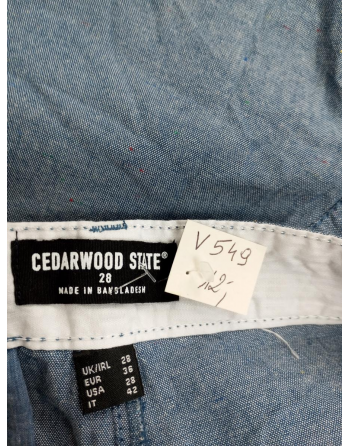 V 549
12,
CEDARWOOD STATE®
28
MADE IN BANGLADESH
UK/IRL 28
EUR 36
USA 28
IT 42